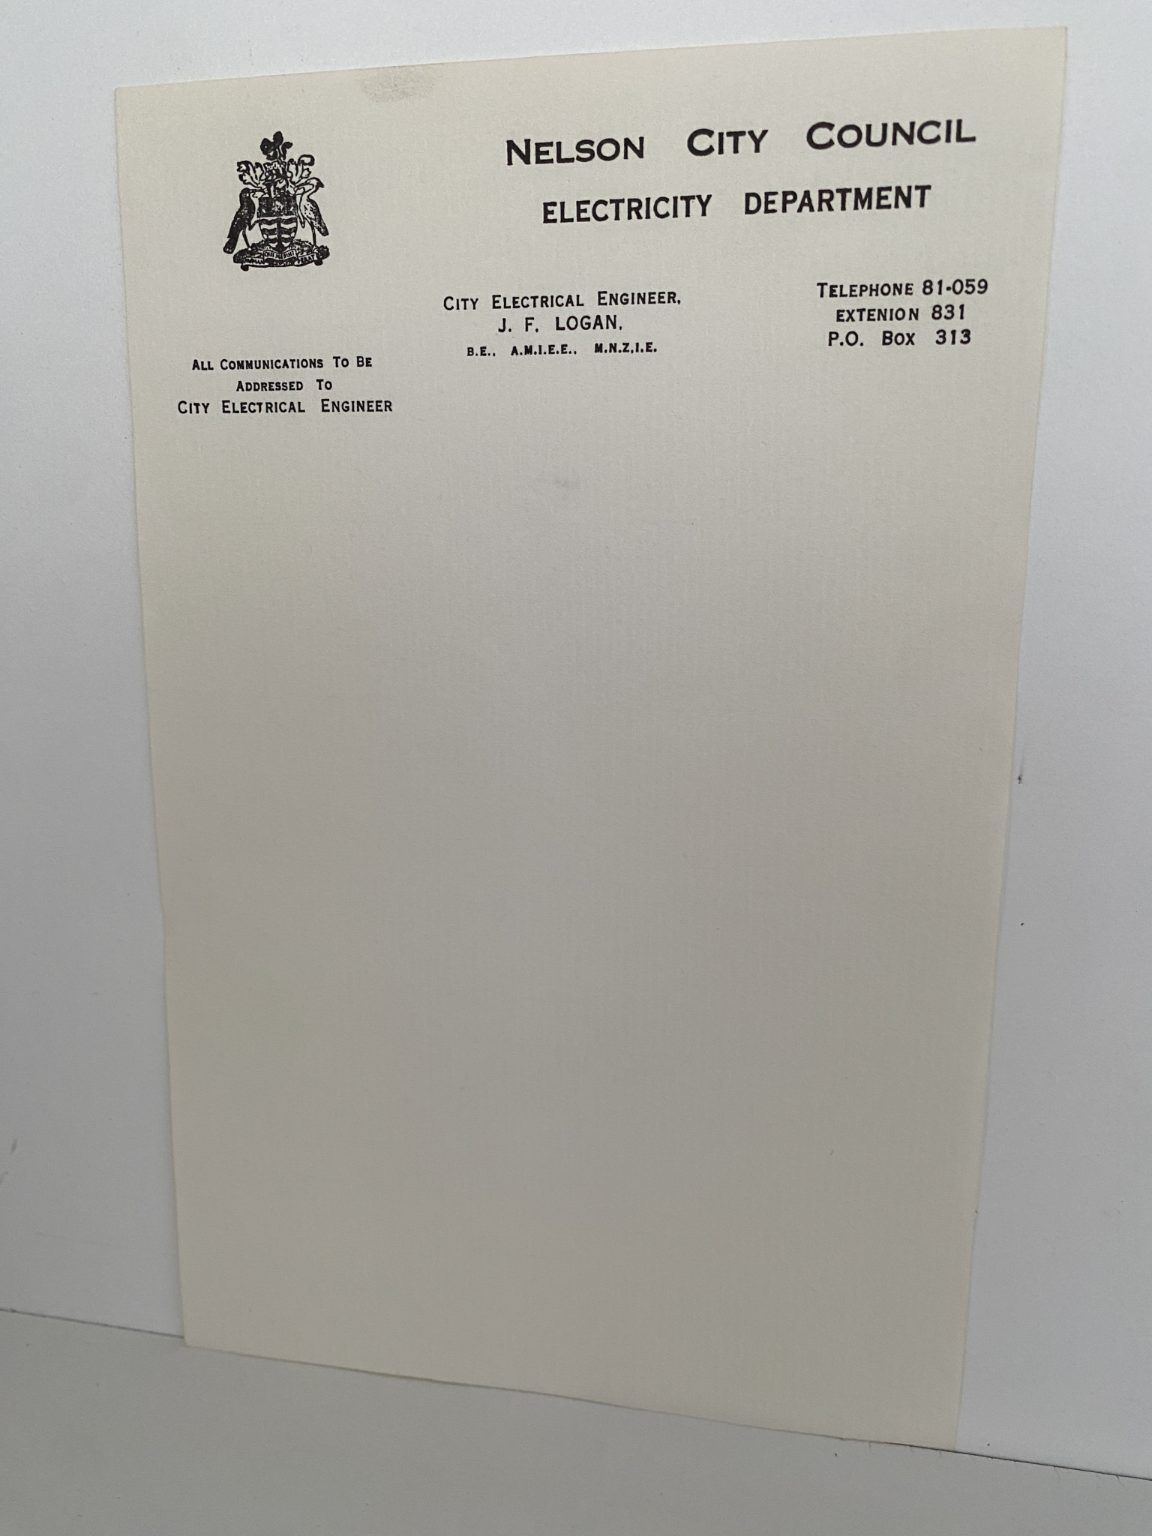 NELSON CITY COUNCIL
ELECTRICITY DEPARTMENT
CITY ELECTRICAL ENGINEER,
J. F. LOGAN,
B.E., A.M.I.E.E., M.N.Z.I.E.
TELEPHONE 81-059
EXTENION 831
P.O. BOX 313
ALL COMMUNICATIONS TO BE
ADDRESSED TO
CITY ELECTRICAL ENGINEER